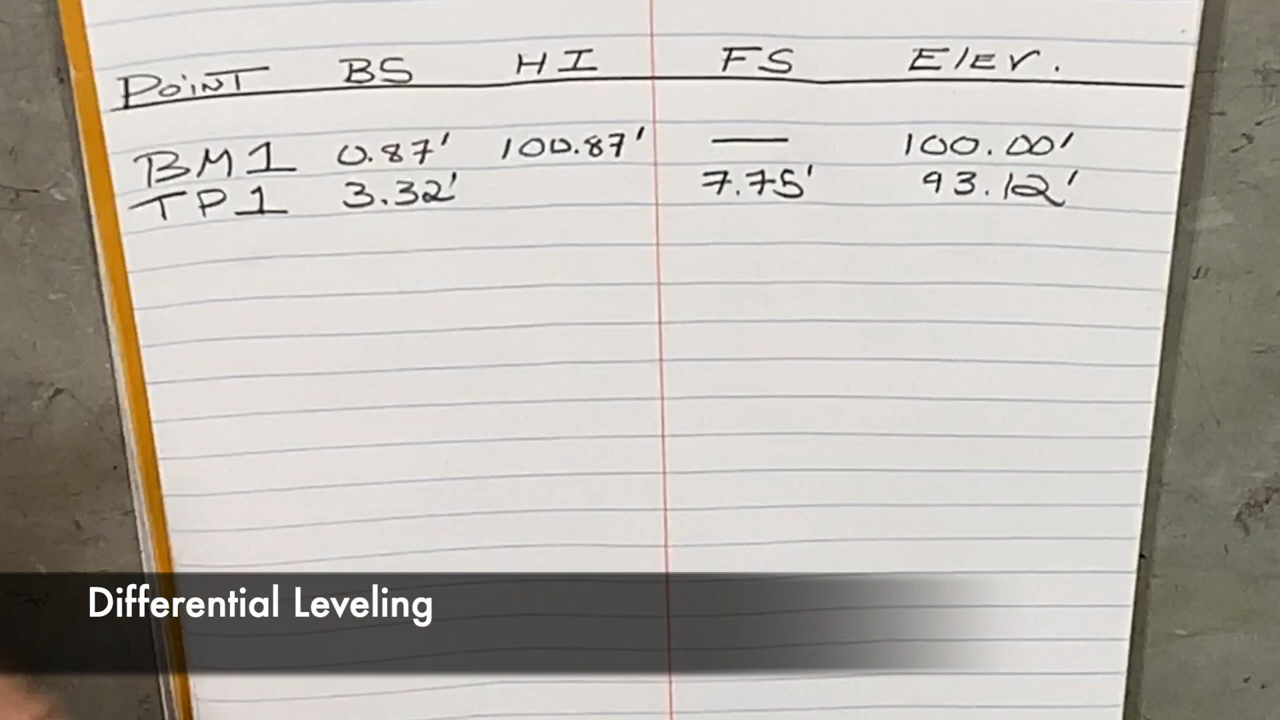 Point BS HI FS Elev.
BM1 0.87' 100.87' — 100.00'
TP1 3.32' 7.75' 93.12'
Differential Leveling